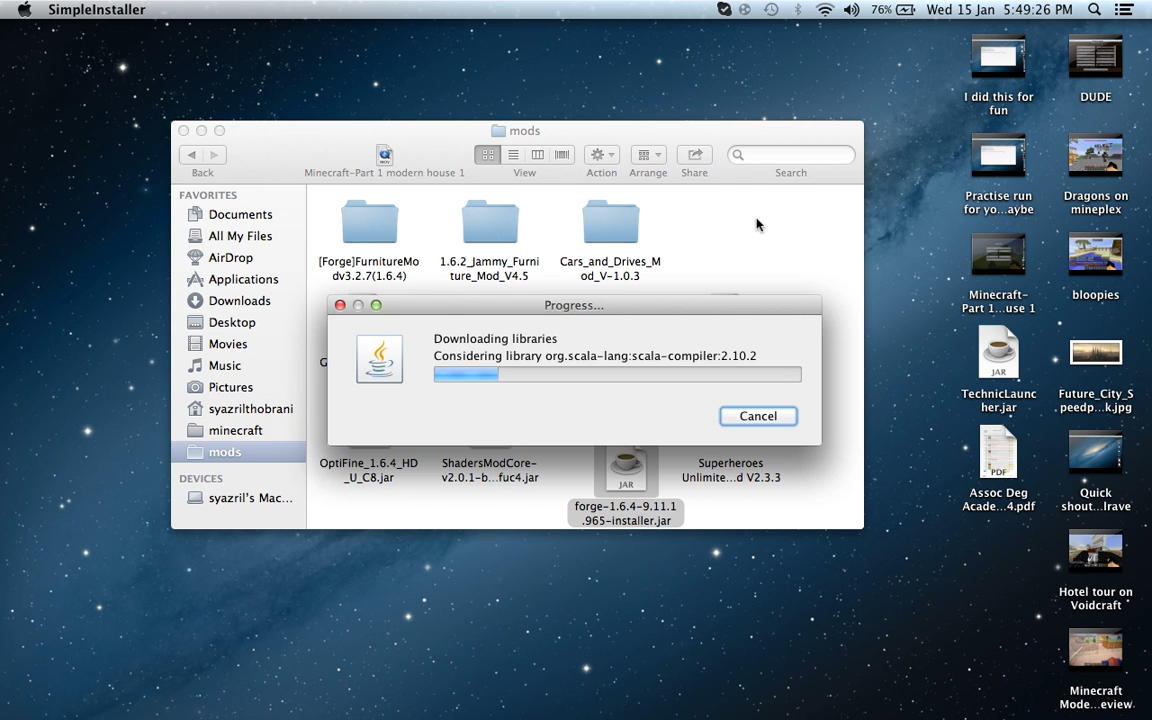 SimpleInstaller
76%
Wed 15 Jan 5:49:26 PM
mods
Back
Minecraft-Part 1 modern house 1
View
Action
Arrange
Share
Search
FAVORITES
Documents
All My Files
AirDrop
Applications
Downloads
Desktop
Movies
Music
Pictures
syazrilthobrani
minecraft
mods
DEVICES
syazril's Mac...
[Forge]FurnitureMo
dv3.2.7(1.6.4)
1.6.2_Jammy_Furni
ture_Mod_V4.5
Cars_and_Drives_M
od_V-1.0.3
G
Progress...
Downloading libraries
Considering library org.scala-lang:scala-compiler:2.10.2
Cancel
OptiFine_1.6.4_HD
_U_C8.jar
ShadersModCore-
v2.0.1-b...fuc4.jar
JAR
forge-1.6.4-9.11.1
.965-installer.jar
Superheroes
Unlimite...d V2.3.3
I did this for
fun
DUDE
Practise run
for yo...aybe
Dragons on
mineplex
Minecraft-
Part 1...use 1
bloopies
JAR
TechnicLaunc
her.jar
Future_City_S
peedp...k.jpg
PDF
Assoc Deg
Acade...4.pdf
Quick
shout...lrave
Hotel tour on
Voidcraft
Minecraft
Mode...eview